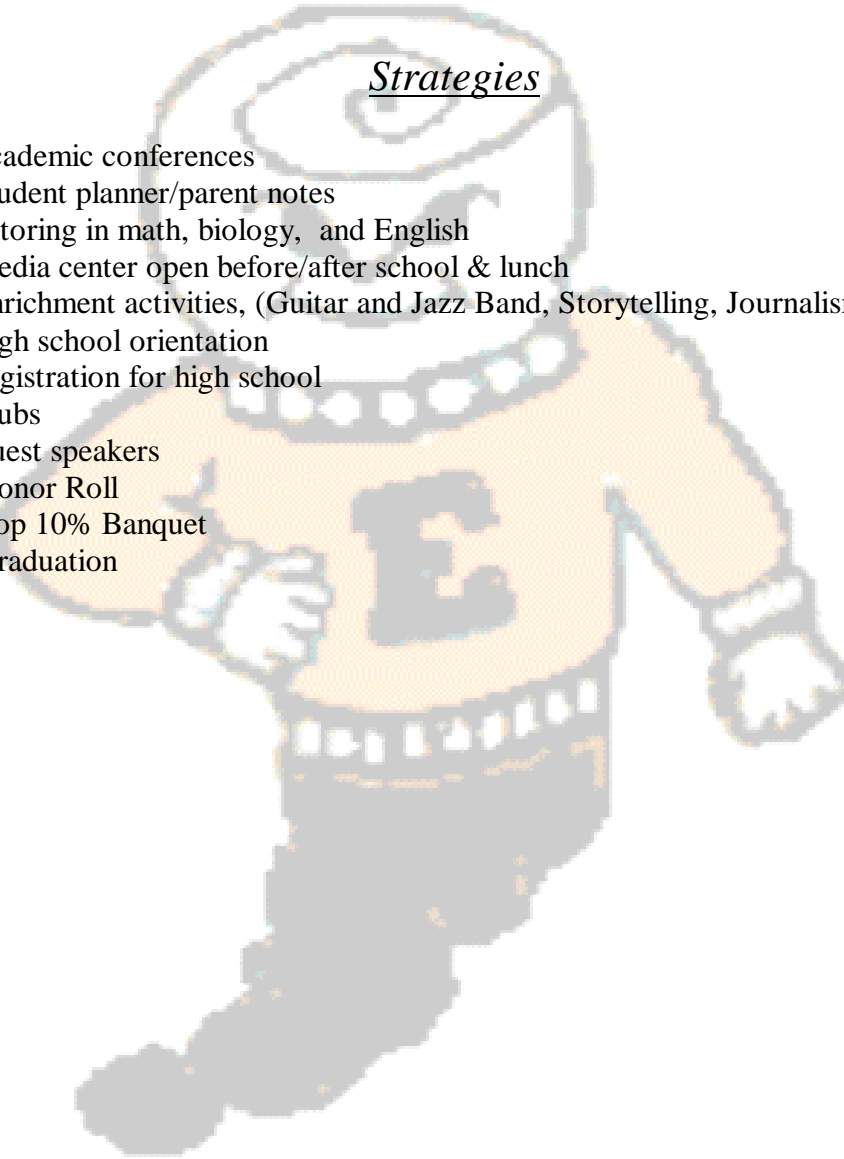 Strategies
cademic conferences
udent planner/parent notes
toring in math, biology, and English
edia center open before/after school & lunch
nrichment activities, (Guitar and Jazz Band, Storytelling, Journalis
gh school orientation
gistration for high school
ubs
uest speakers
onor Roll
op 10% Banquet
raduation
E